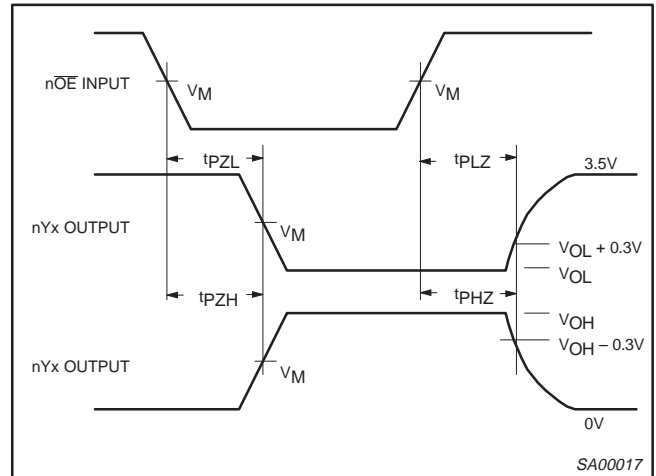 nO̅E̅ INPUT
VM
VM
tPZL
tPLZ
3.5V
nYx OUTPUT
VM
VOL + 0.3V
VOL
tPZH
tPHZ
VOH
VOH – 0.3V
nYx OUTPUT
VM
0V
SA00017